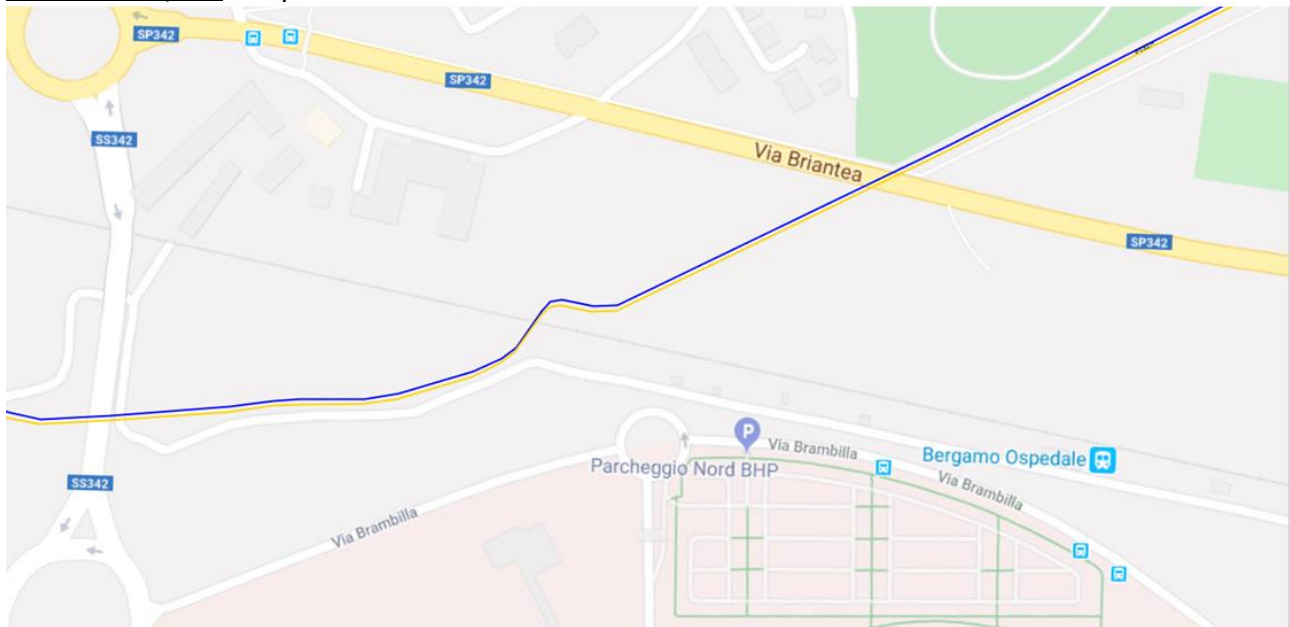 SP342
SP342
SS342
Via Briantea
SP342
P
Via Brambilla
Bergamo Ospedale
Parcheggio Nord BHP
SS342
Via Brambilla
Via Brambilla